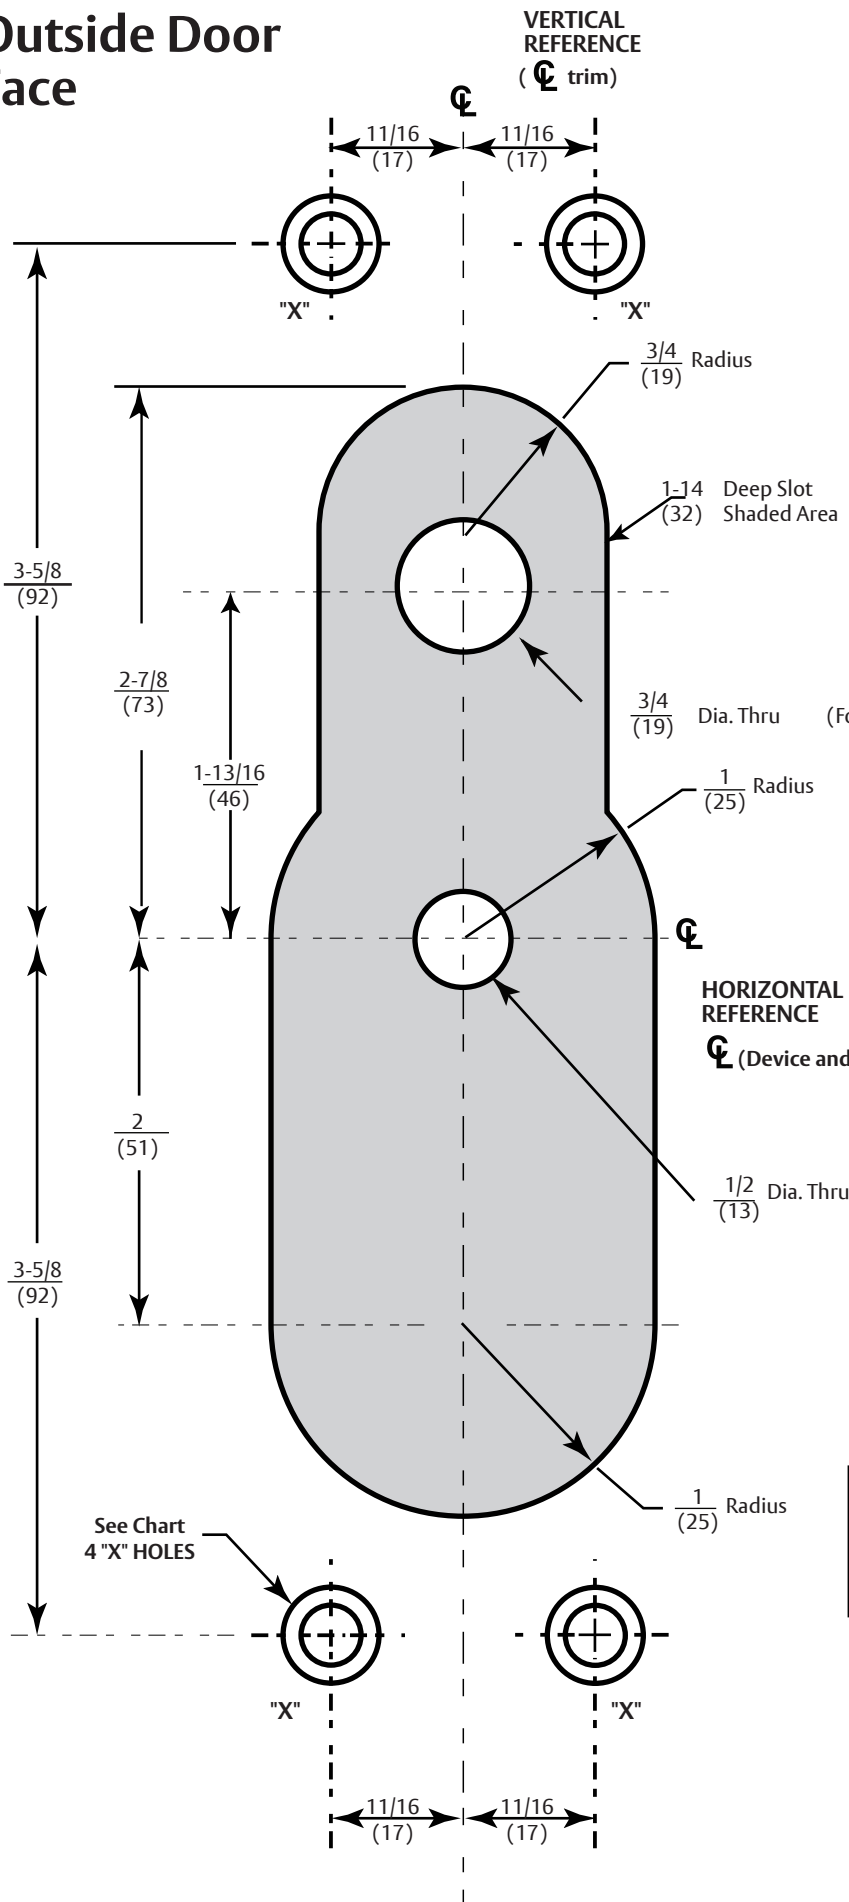 Outside Door
Face
VERTICAL
REFERENCE
(℄ trim)
℄
11/16
(17)
11/16
(17)
"X"
"X"
3/4
(19)
Radius
1-14
(32)
Deep Slot
Shaded Area
3-5/8
(92)
2-7/8
(73)
3/4
(19)
Dia. Thru
(Fo
1-13/16
(46)
1
(25)
Radius
℄
HORIZONTAL
REFERENCE
℄ (Device and
2
(51)
1/2
(13)
Dia. Thru
3-5/8
(92)
1
(25)
Radius
See Chart
4 "X" HOLES
"X"
"X"
11/16
(17)
11/16
(17)